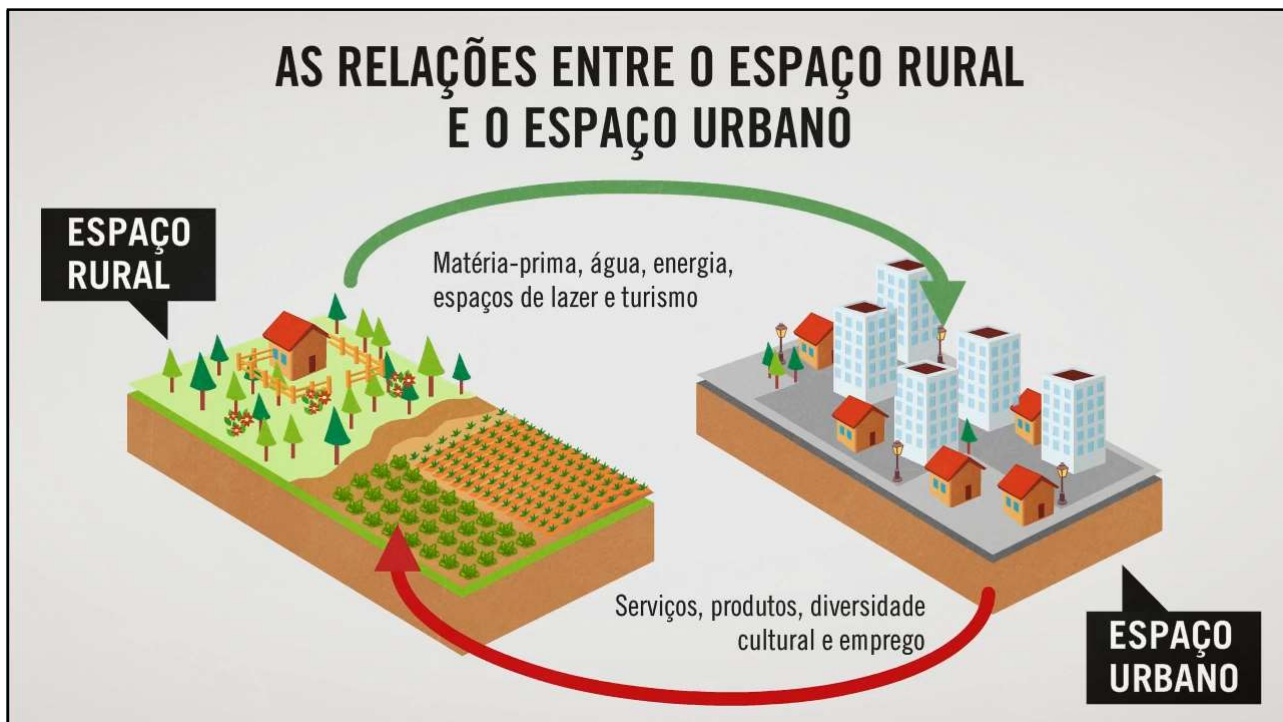 AS RELAÇÕES ENTRE O ESPAÇO RURAL
E O ESPAÇO URBANO
ESPAÇO
RURAL
Matéria-prima, água, energia,
espaços de lazer e turismo
Serviços, produtos, diversidade
cultural e emprego
ESPAÇO
URBANO